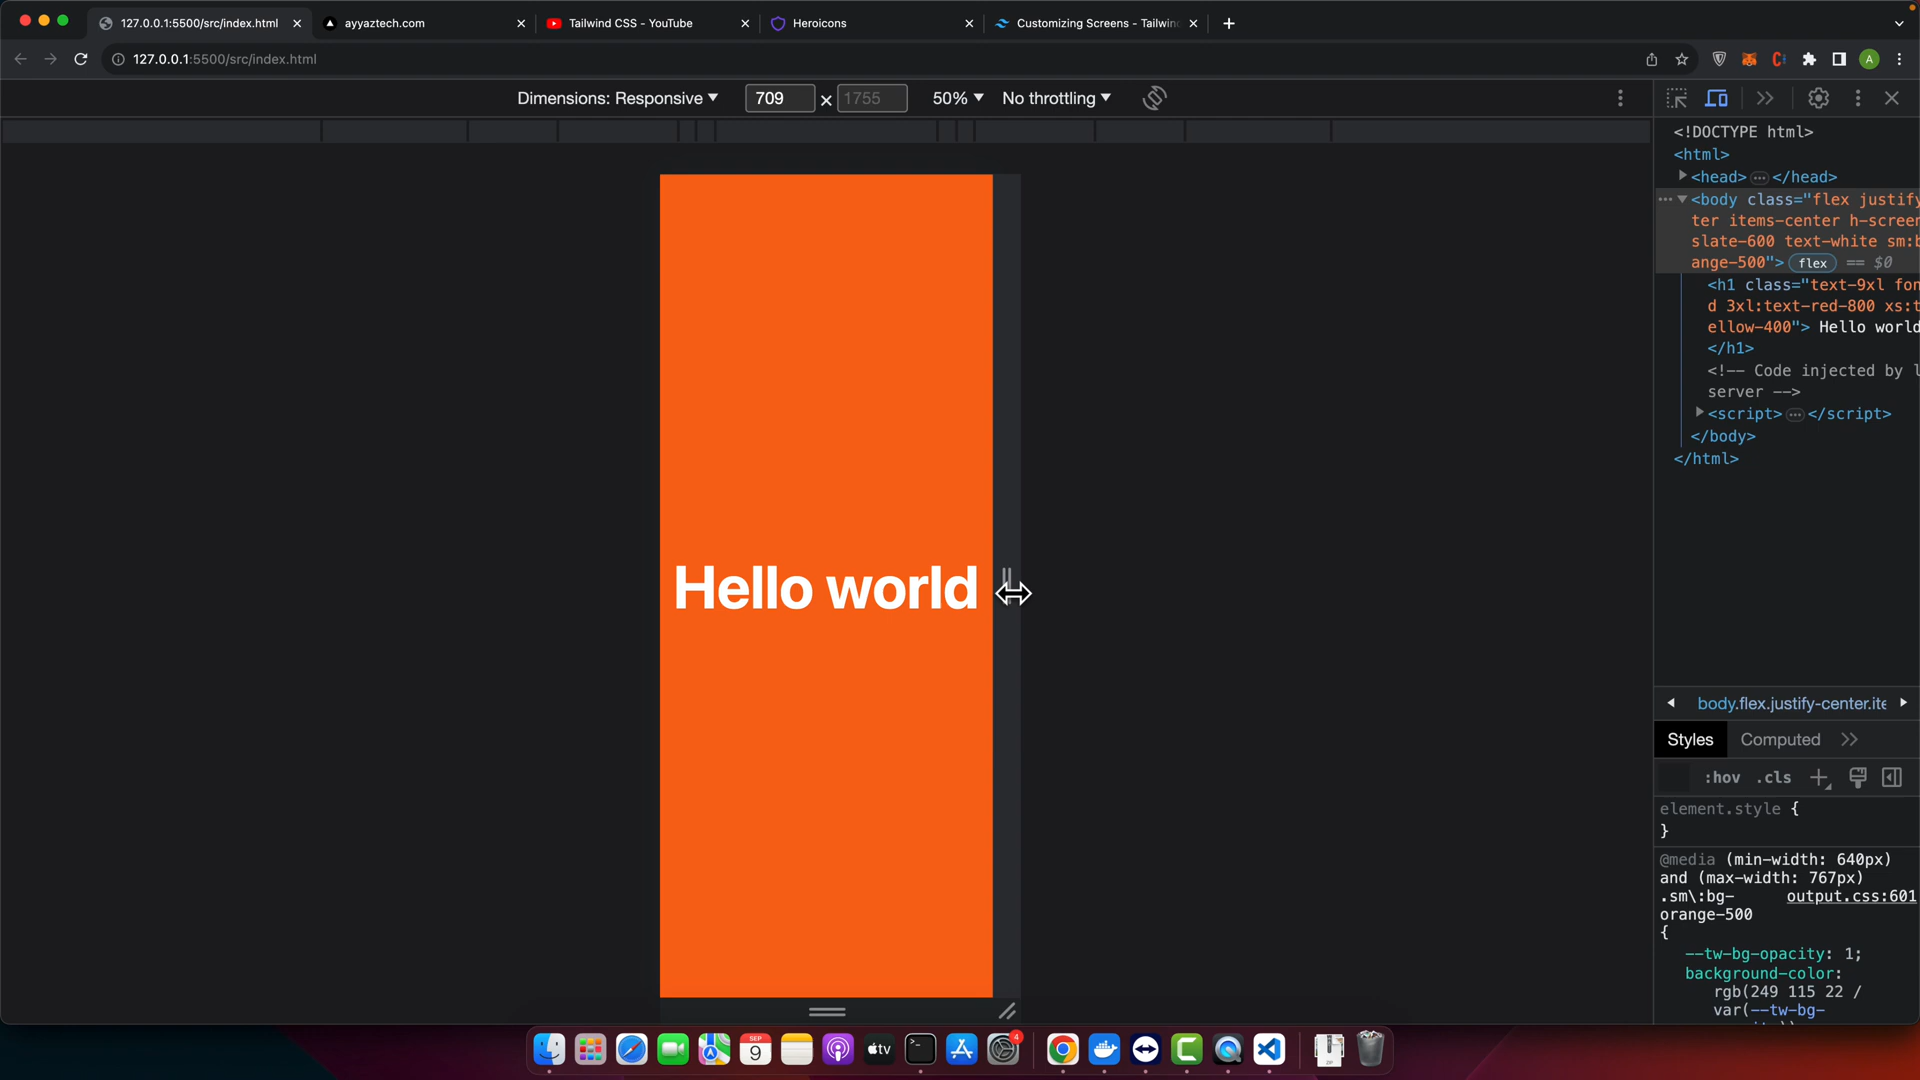 127.0.0.1:5500/src/index.html
ayyaztech.com
Tailwind CSS - YouTube
Heroicons
Customizing Screens - Tailwin
127.0.0.1:5500/src/index.html
A
Dimensions: Responsive
709
1755
50%
No throttling
<!DOCTYPE html>
<html>
<head> </head>
<body class="flex justify
ter items-center h-screen
slate-600 text-white sm:b
ange-500"> flex == $0
<h1 class="text-9xl fon
d 3xl:text-red-800 xs:t
ellow-400"> Hello world
</h1>
<!-- Code injected by l
server -->
<script> </script>
</body>
</html>
Hello world
body.flex.justify-center.ite
Styles
Computed
:hov .cls
element.style {
}
@media (min-width: 640px)
and (max-width: 767px)
.sm\:bg- output.css:601
orange-500
{
--tw-bg-opacity: 1;
background-color:
rgb(249 115 22 /
var(--tw-bg-
SEP
9
tv
4
ZIP